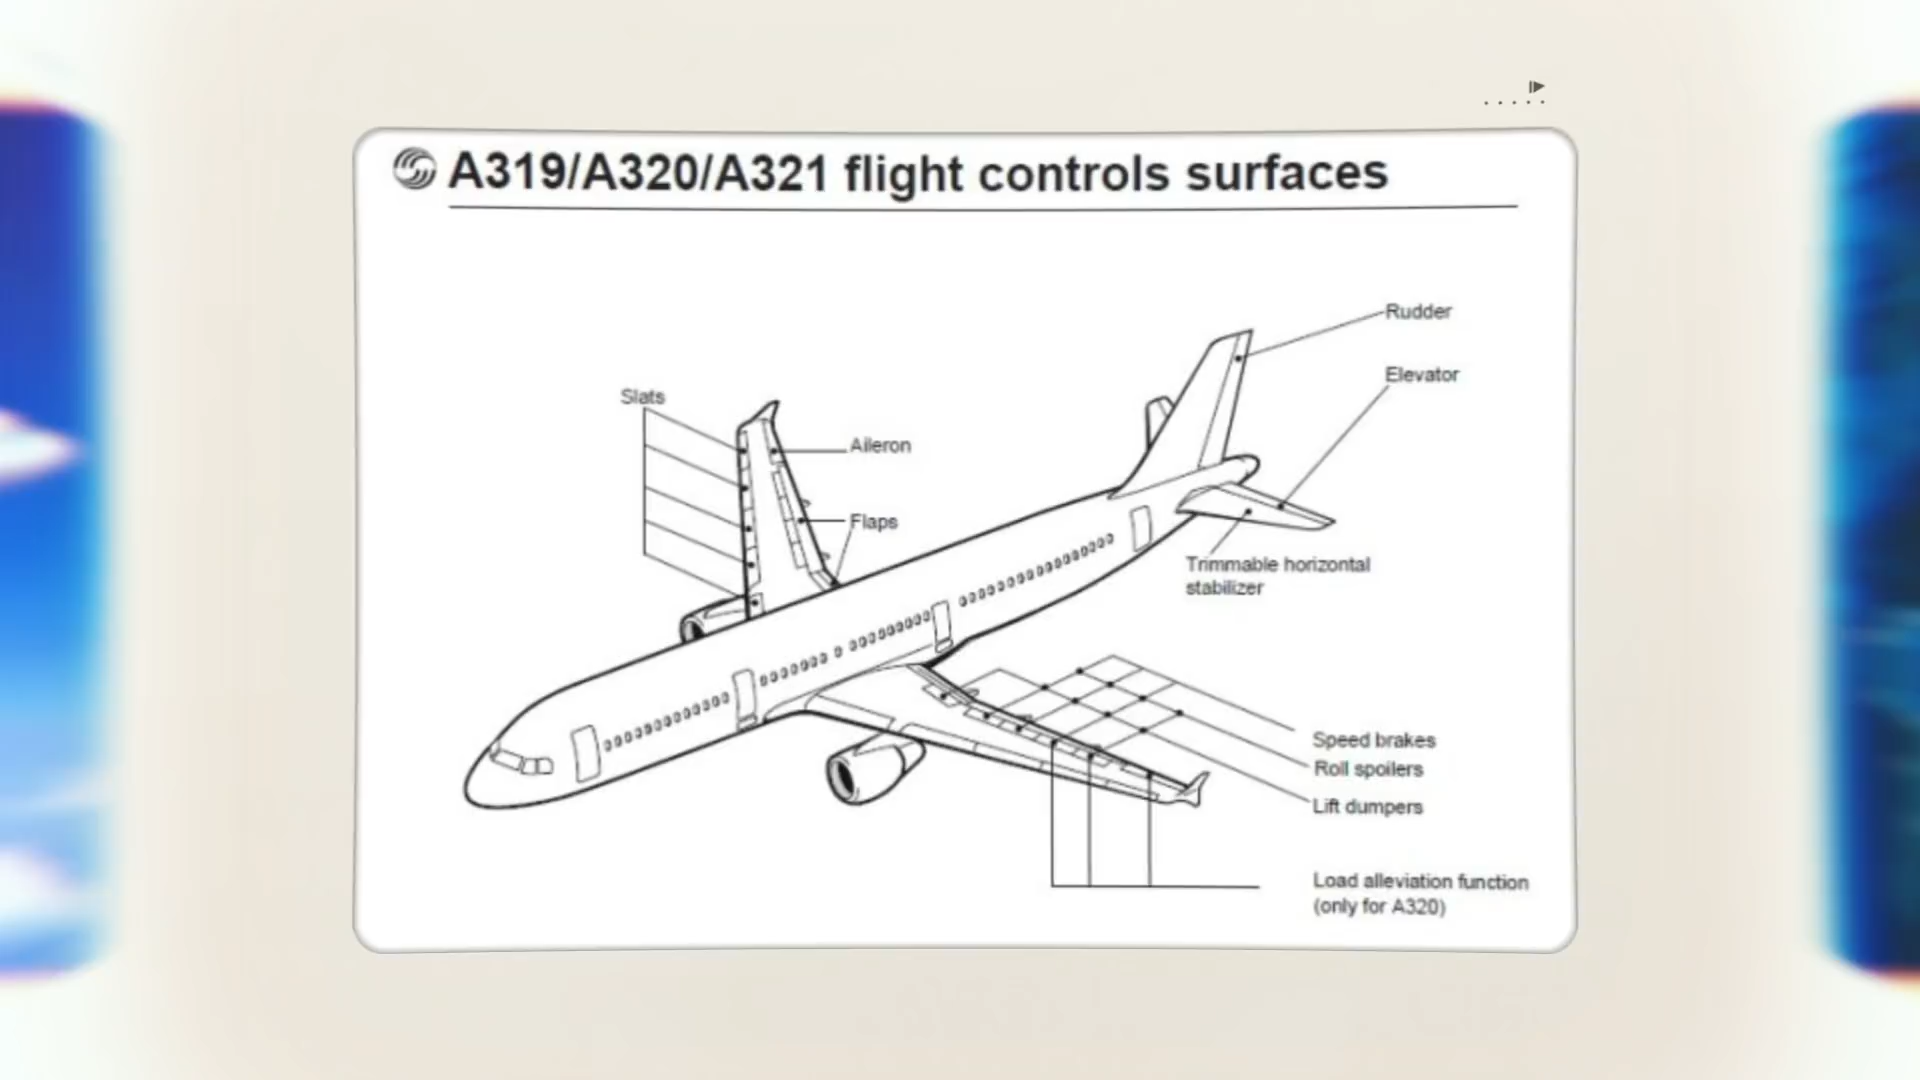 A319/A320/A321 flight controls surfaces
Rudder
Elevator
Slats
Aileron
Flaps
Trimmable horizontal
stabilizer
Speed brakes
Roll spoilers
Lift dumpers
Load alleviation function
(only for A320)